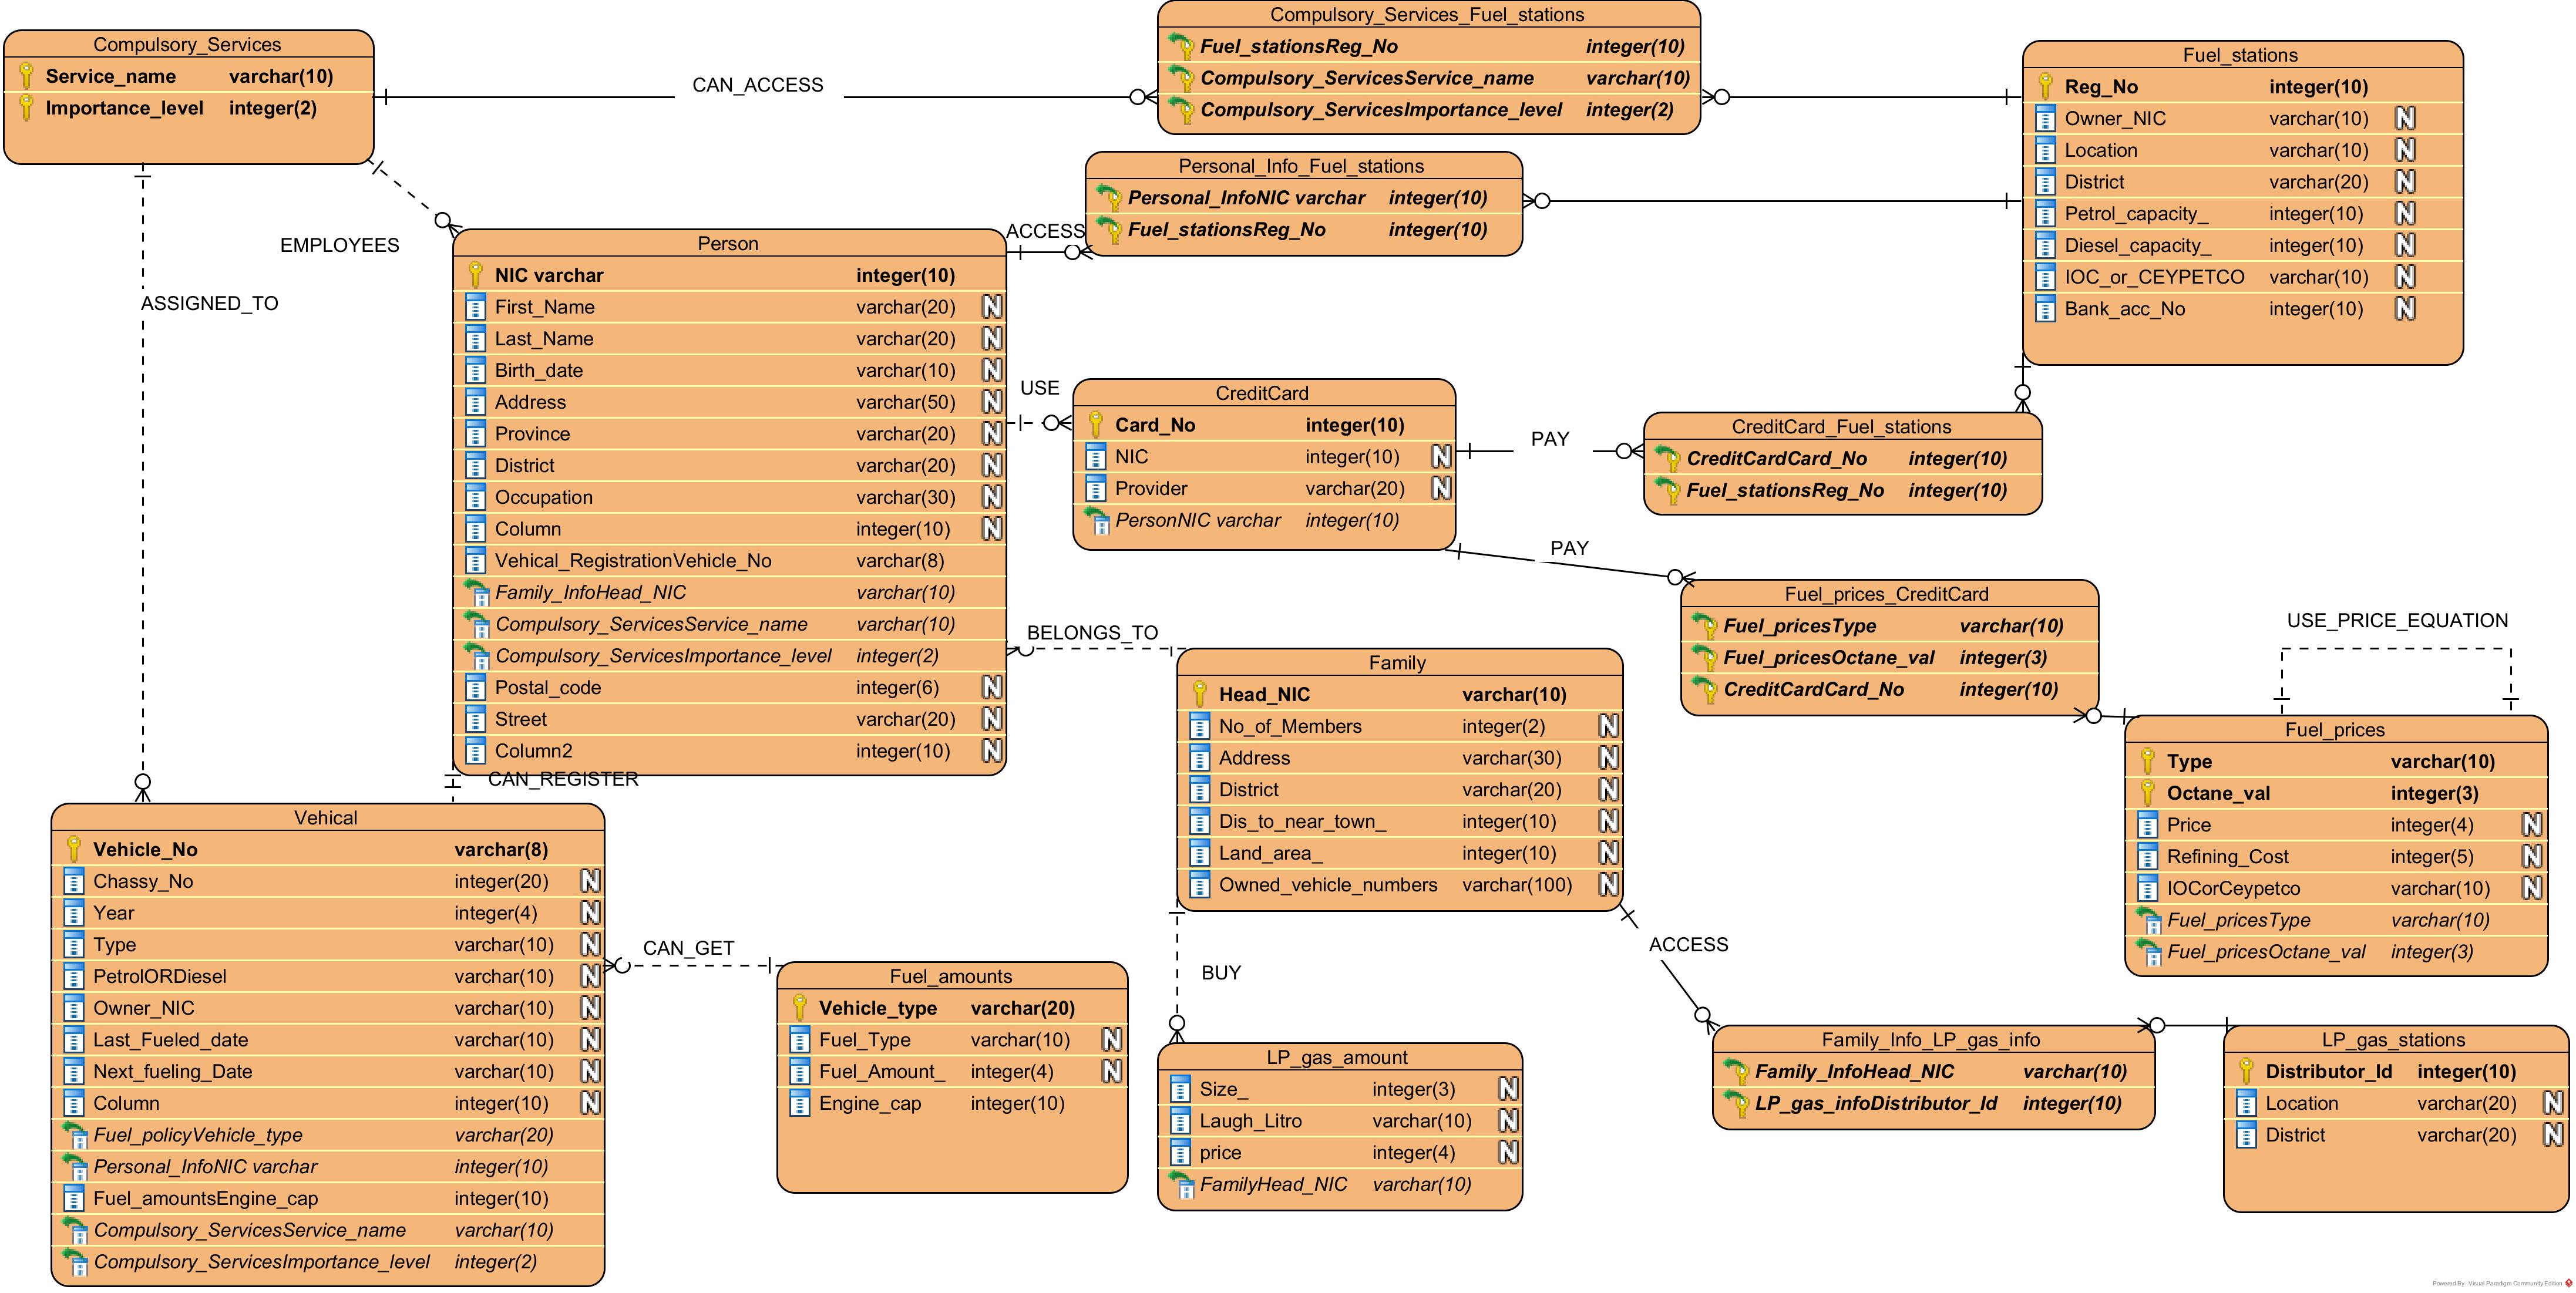 Compulsory_Services
Service_name varchar(10)
Importance_level integer(2)
CAN_ACCESS
Compulsory_Services_Fuel_stations
Fuel_stationsReg_No integer(10)
Compulsory_ServicesService_name varchar(10)
Compulsory_ServicesImportance_level integer(2)
Fuel_stations
Reg_No integer(10)
Owner_NIC varchar(10) N
Location varchar(10) N
District varchar(20) N
Petrol_capacity_ integer(10) N
Diesel_capacity_ integer(10) N
IOC_or_CEYPETCO varchar(10) N
Bank_acc_No integer(10) N
Personal_Info_Fuel_stations
Personal_InfoNIC varchar integer(10)
Fuel_stationsReg_No integer(10)
EMPLOYEES
ASSIGNED_TO
ACCESS
Person
NIC varchar integer(10)
First_Name varchar(20) N
Last_Name varchar(20) N
Birth_date varchar(10) N
Address varchar(50) N
Province varchar(20) N
District varchar(20) N
Occupation varchar(30) N
Column integer(10) N
Vehical_RegistrationVehicle_No varchar(8)
Family_InfoHead_NIC varchar(10)
Compulsory_ServicesService_name varchar(10)
Compulsory_ServicesImportance_level integer(2)
Postal_code integer(6) N
Street varchar(20) N
Column2 integer(10) N
USE
CreditCard
Card_No integer(10)
NIC integer(10) N
Provider varchar(20) N
PersonNIC varchar integer(10)
PAY
CreditCard_Fuel_stations
CreditCardCard_No integer(10)
Fuel_stationsReg_No integer(10)
PAY
Fuel_prices_CreditCard
Fuel_pricesType varchar(10)
Fuel_pricesOctane_val integer(3)
CreditCardCard_No integer(10)
USE_PRICE_EQUATION
Fuel_prices
Type varchar(10)
Octane_val integer(3)
Price integer(4) N
Refining_Cost integer(5) N
IOCorCeypetco varchar(10) N
Fuel_pricesType varchar(10)
Fuel_pricesOctane_val integer(3)
BELONGS_TO
Family
Head_NIC varchar(10)
No_of_Members integer(2) N
Address varchar(30) N
District varchar(20) N
Dis_to_near_town_ integer(10) N
Land_area_ integer(10) N
Owned_vehicle_numbers varchar(100) N
CAN_REGISTER
Vehical
Vehicle_No varchar(8)
Chassy_No integer(20) N
Year integer(4) N
Type varchar(10) N
PetrolORDiesel varchar(10) N
Owner_NIC varchar(10) N
Last_Fueled_date varchar(10) N
Next_fueling_Date varchar(10) N
Column integer(10) N
Fuel_policyVehicle_type varchar(20)
Personal_InfoNIC varchar integer(10)
Fuel_amountsEngine_cap integer(10)
Compulsory_ServicesService_name varchar(10)
Compulsory_ServicesImportance_level integer(2)
CAN_GET
Fuel_amounts
Vehicle_type varchar(20)
Fuel_Type varchar(10) N
Fuel_Amount_ integer(4) N
Engine_cap integer(10)
BUY
LP_gas_amount
Size_ integer(3) N
Laugh_Litro varchar(10) N
price integer(4) N
FamilyHead_NIC varchar(10)
ACCESS
Family_Info_LP_gas_info
Family_InfoHead_NIC varchar(10)
LP_gas_infoDistributor_Id integer(10)
LP_gas_stations
Distributor_Id integer(10)
Location varchar(20) N
District varchar(20) N
Powered By Visual Paradigm Community Edition